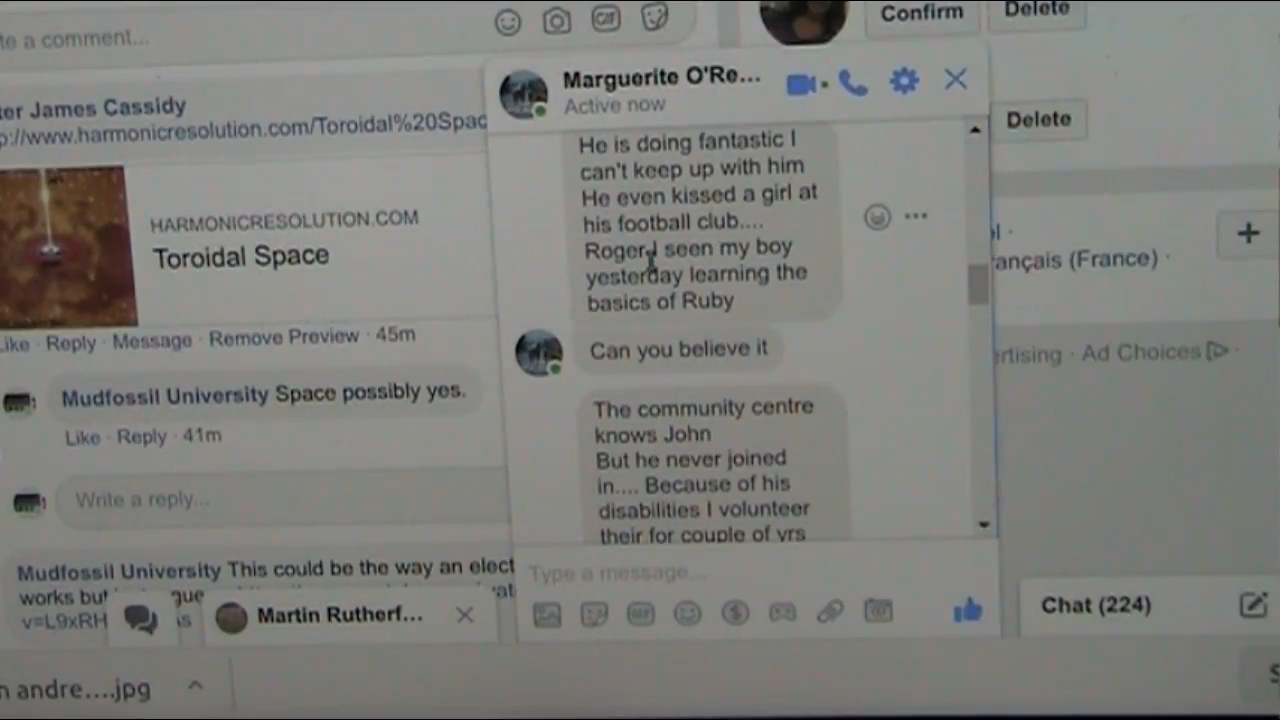 te a comment...
GIF
Confirm
Delete
ter James Cassidy
p://www.harmonicresolution.com/Toroidal%20Spac
HARMONICRESOLUTION.COM
Toroidal Space
Like · Reply · Message · Remove Preview · 45m
Mudfossil University Space possibly yes.
Like · Reply · 41m
Write a reply...
Mudfossil University This could be the way an elect
works but
gue
v=L9xRH
Martin Rutherf...
Marguerite O'Re...
Active now
He is doing fantastic I
can't keep up with him
He even kissed a girl at
his football club....
Roger I seen my boy
yesterday learning the
basics of Ruby
Can you believe it
The community centre
knows John
But he never joined
in.... Because of his
disabilities I volunteer
their for couple of yrs
Type a message...
GIF
Delete
ançais (France) ·
ertising · Ad Choices
Chat (224)
n andre....jpg